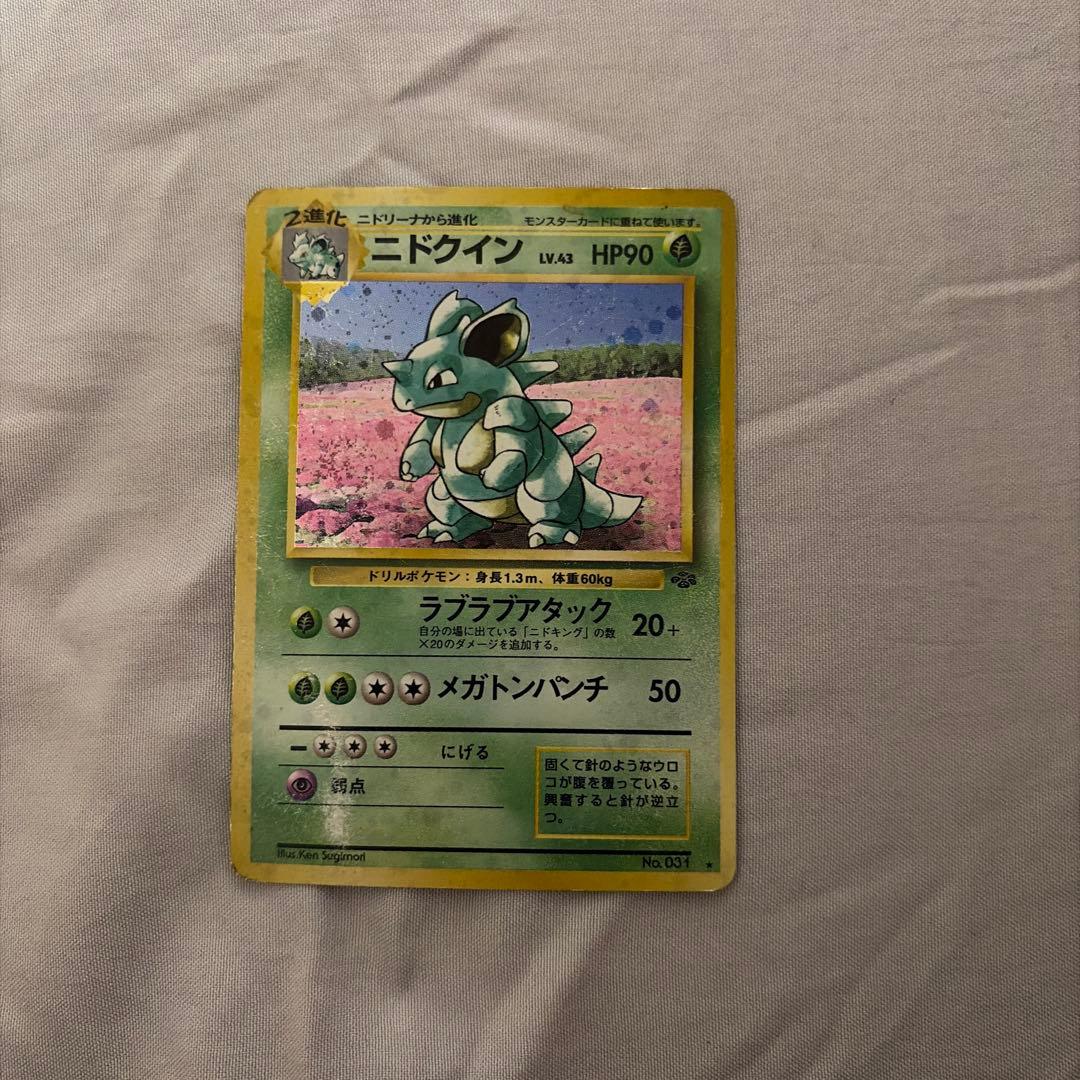 2進化 ニドリーナから進化 モンスターカードに重ねて使います。
ニドクイン LV.43 HP90
ドリルポケモン：身長1.3m、体重60kg
ラブラブアタック 20+
自分の場に出ている「ニドキング」の数
×20のダメージを追加する。
メガトンパンチ 50
にげる
弱点
固くて針のようなウロ
コが腹を覆っている。
興奮すると針が逆立
つ。
Illus.Ken Sugimori No.031